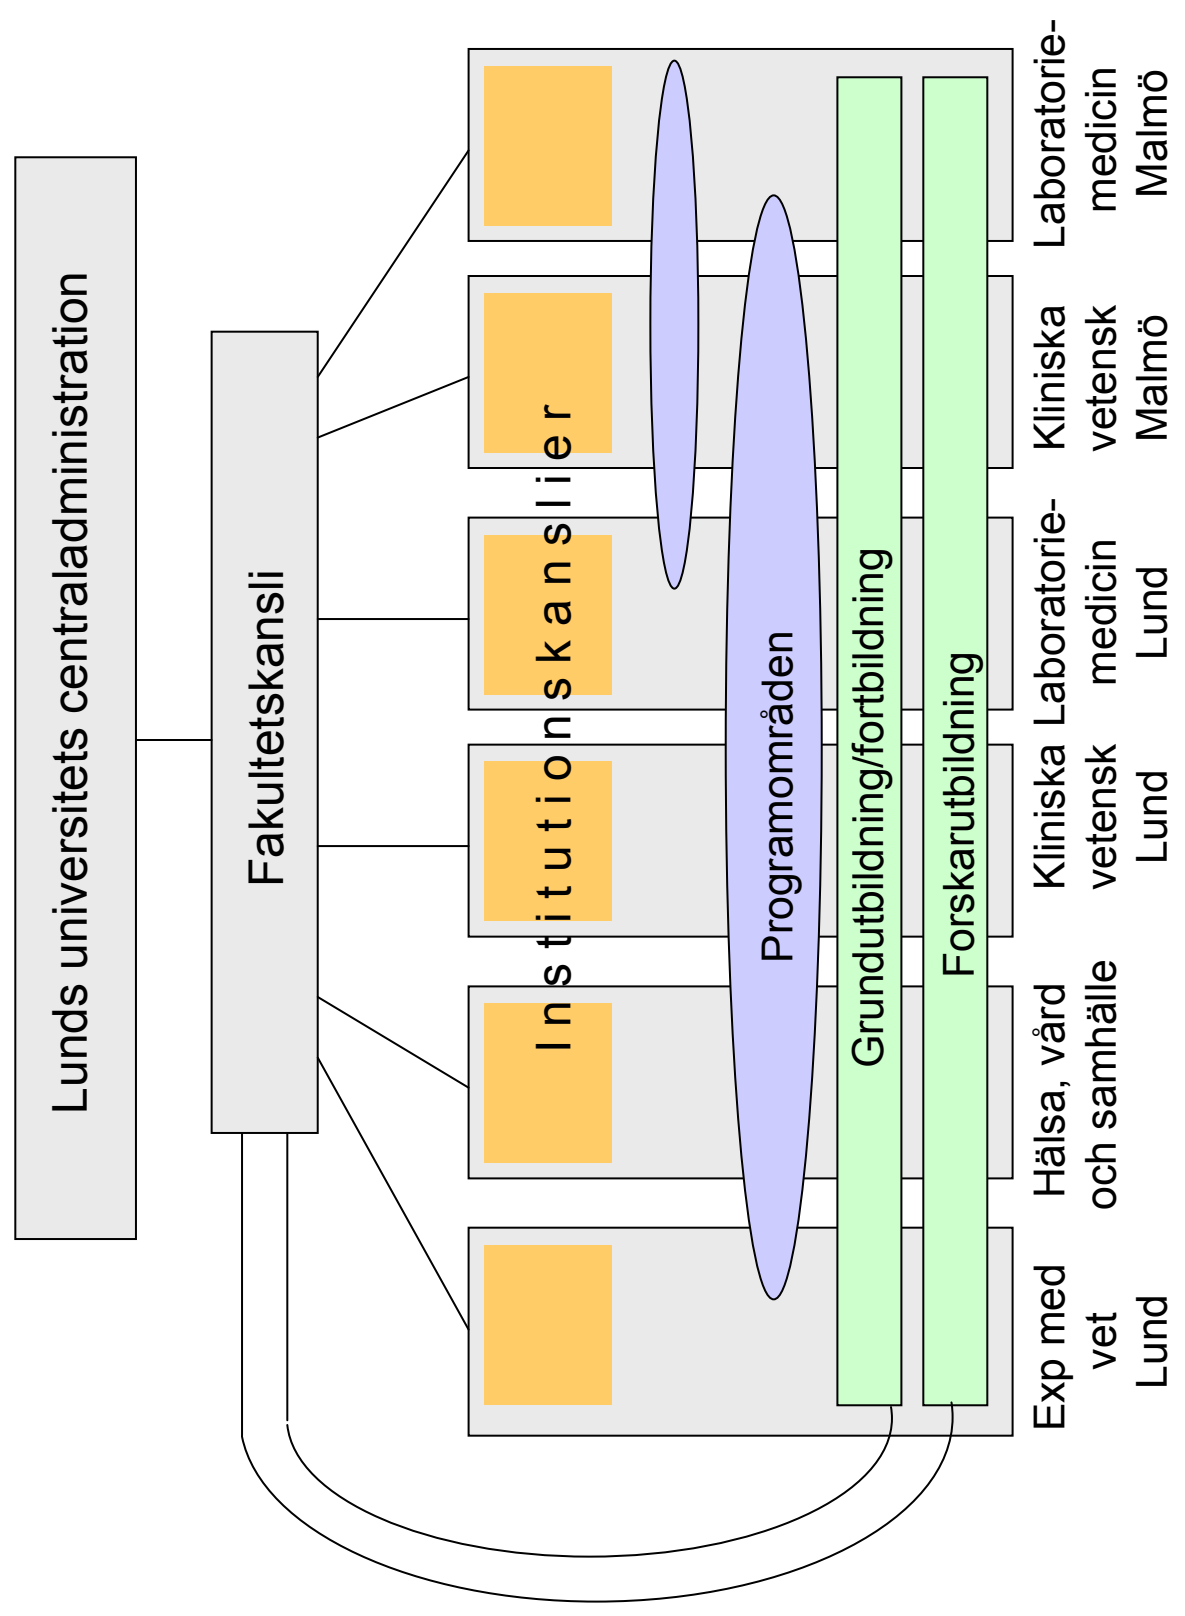 Lunds universitets centraladministration
Fakultetskansli
Institutionskanslier
Programområden
Grundutbildning/fortbildning
Forskarutbildning
Exp med
vet
Lund
Hälsa, vård
och samhälle
Kliniska
vetensk
Lund
Laboratorie-
medicin
Lund
Kliniska
vetensk
Malmö
Laboratorie-
medicin
Malmö